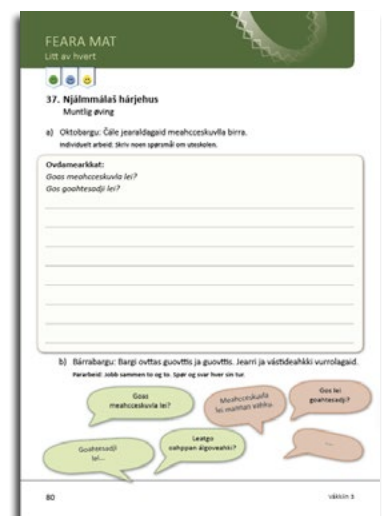 FEARA MAT
Litt av hvert
37. Njálmmálaš hárjehus
Muntlig øving
a) Oktobargu: Čále jearaldagaid meahcceskuvlla birra.
Individuelt arbeid: Skriv noen spørsmål om uteskolen.
Ovdamearkkat:
Goas meahcceskuvla lei?
Gos goahtesadji lei?
b) Bárrabargu: Bargi ovttas guovttis ja guovttis. Jearri ja vástideahkki vurrolagaid.
Pararbeid: Jobb sammen to og to. Spør og svar hver sin tur.
Goas
meahcceskuvla lei?
Meahcceskuvla
lei mannan vahku.
Gos lei
goahtesadji?
Goahtesadji
lei...
Leatgo
oahppan álgoveahki?
...
80
Vákkin 3